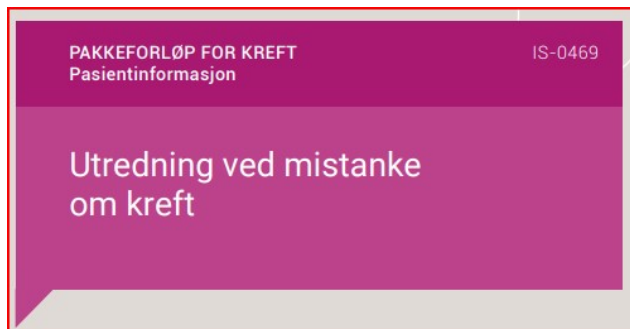 PAKKEFORLØP FOR KREFT
IS-0469
Pasientinformasjon
Utredning ved mistanke
om kreft